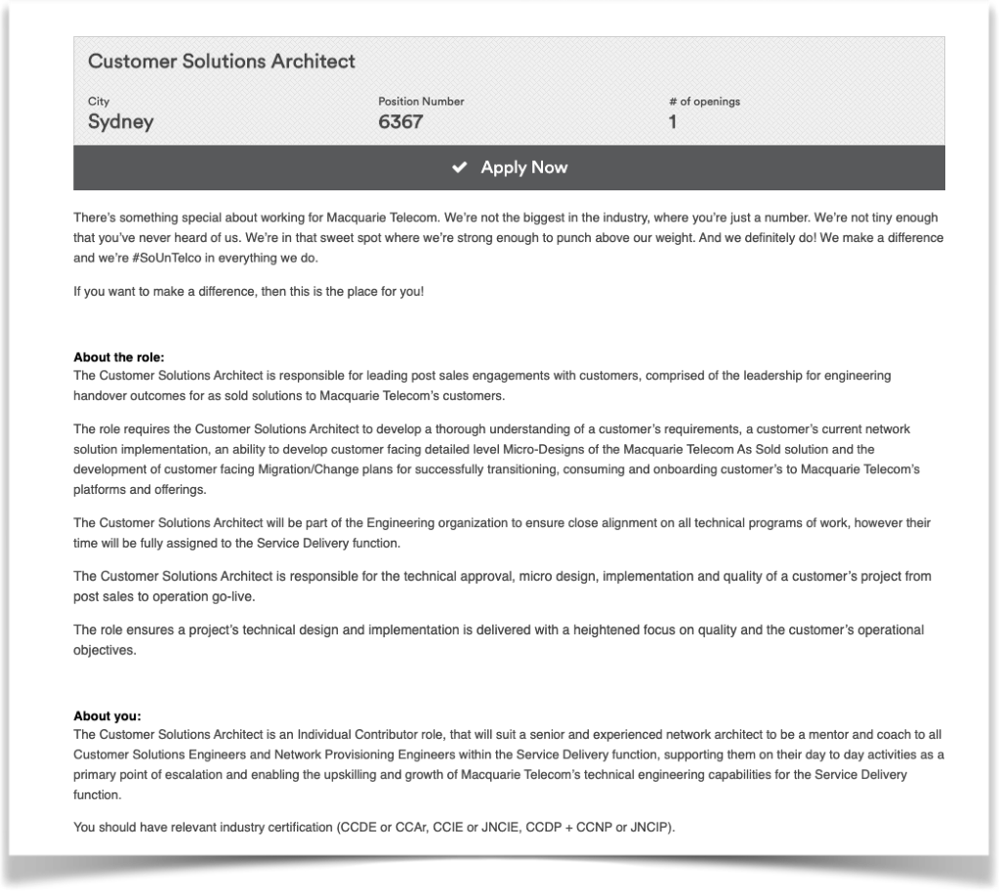 Customer Solutions Architect
City Position Number # of openings
Sydney 6367 1
Apply Now
There's something special about working for Macquarie Telecom. We're not the biggest in the industry, where you're just a number. We're not tiny enough
that you've never heard of us. We're in that sweet spot where we're strong enough to punch above our weight. And we definitely do! We make a difference
and we're #SoUnTelco in everything we do.
If you want to make a difference, then this is the place for you!
About the role:
The Customer Solutions Architect is responsible for leading post sales engagements with customers, comprised of the leadership for engineering
handover outcomes for as sold solutions to Macquarie Telecom's customers.
The role requires the Customer Solutions Architect to develop a thorough understanding of a customer's requirements, a customer's current network
solution implementation, an ability to develop customer facing detailed level Micro-Designs of the Macquarie Telecom As Sold solution and the
development of customer facing Migration/Change plans for successfully transitioning, consuming and onboarding customer's to Macquarie Telecom's
platforms and offerings.
The Customer Solutions Architect will be part of the Engineering organization to ensure close alignment on all technical programs of work, however their
time will be fully assigned to the Service Delivery function.
The Customer Solutions Architect is responsible for the technical approval, micro design, implementation and quality of a customer's project from
post sales to operation go-live.
The role ensures a project's technical design and implementation is delivered with a heightened focus on quality and the customer's operational
objectives.
About you:
The Customer Solutions Architect is an Individual Contributor role, that will suit a senior and experienced network architect to be a mentor and coach to all
Customer Solutions Engineers and Network Provisioning Engineers within the Service Delivery function, supporting them on their day to day activities as a
primary point of escalation and enabling the upskilling and growth of Macquarie Telecom's technical engineering capabilities for the Service Delivery
function.
You should have relevant industry certification (CCDE or CCAr, CCIE or JNCIE, CCDP + CCNP or JNCIP).